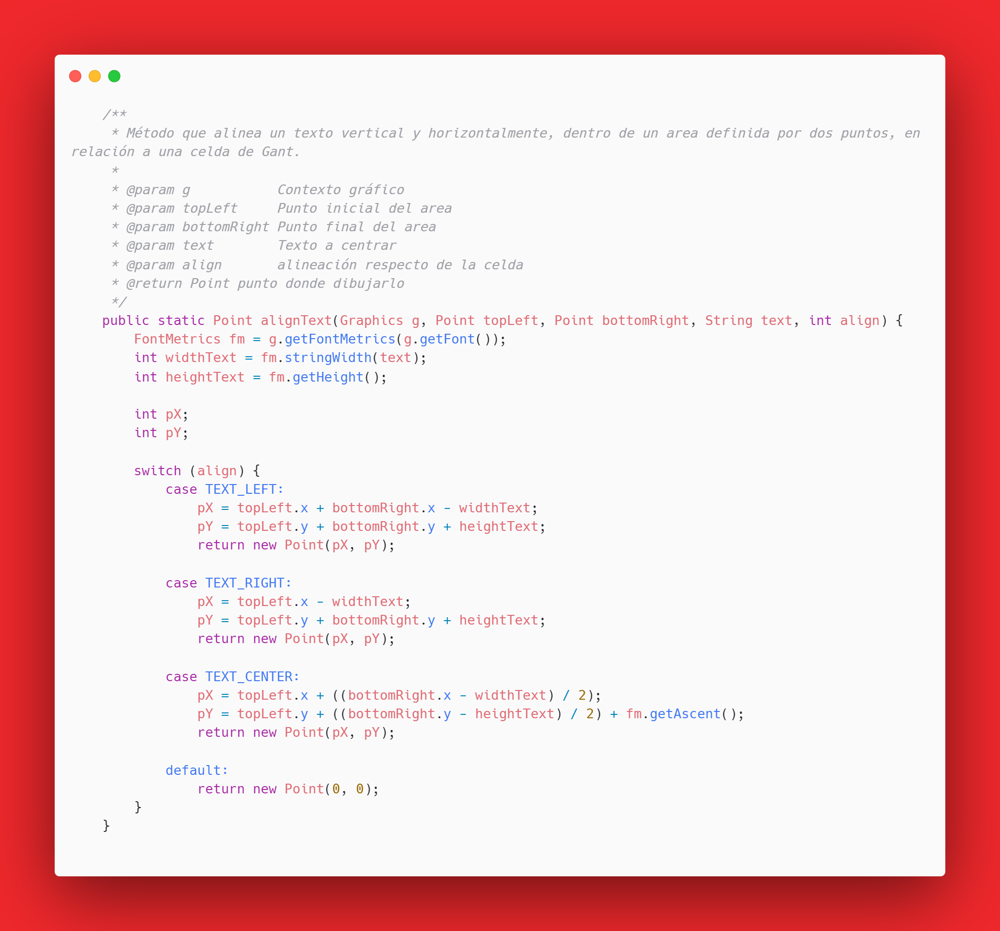 /**
 * Método que alinea un texto vertical y horizontalmente, dentro de un area definida por dos puntos, en
relación a una celda de Gant.
 *
 * @param g           Contexto gráfico
 * @param topLeft     Punto inicial del area
 * @param bottomRight Punto final del area
 * @param text        Texto a centrar
 * @param align       alineación respecto de la celda
 * @return Point punto donde dibujarlo
 */
public static Point alignText(Graphics g, Point topLeft, Point bottomRight, String text, int align) {
    FontMetrics fm = g.getFontMetrics(g.getFont());
    int widthText = fm.stringWidth(text);
    int heightText = fm.getHeight();

    int pX;
    int pY;

    switch (align) {
        case TEXT_LEFT:
            pX = topLeft.x + bottomRight.x - widthText;
            pY = topLeft.y + bottomRight.y + heightText;
            return new Point(pX, pY);

        case TEXT_RIGHT:
            pX = topLeft.x - widthText;
            pY = topLeft.y + bottomRight.y + heightText;
            return new Point(pX, pY);

        case TEXT_CENTER:
            pX = topLeft.x + ((bottomRight.x - widthText) / 2);
            pY = topLeft.y + ((bottomRight.y - heightText) / 2) + fm.getAscent();
            return new Point(pX, pY);

        default:
            return new Point(0, 0);
    }
}